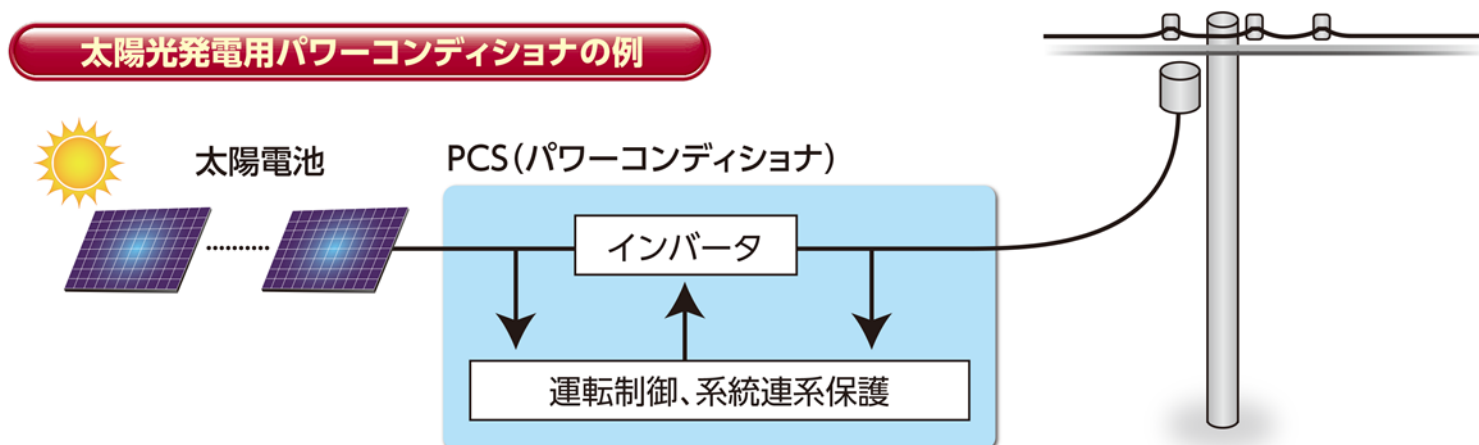 太陽光発電用パワーコンディショナの例
太陽電池
PCS(パワーコンディショナ)
インバータ
運転制御、系統連系保護